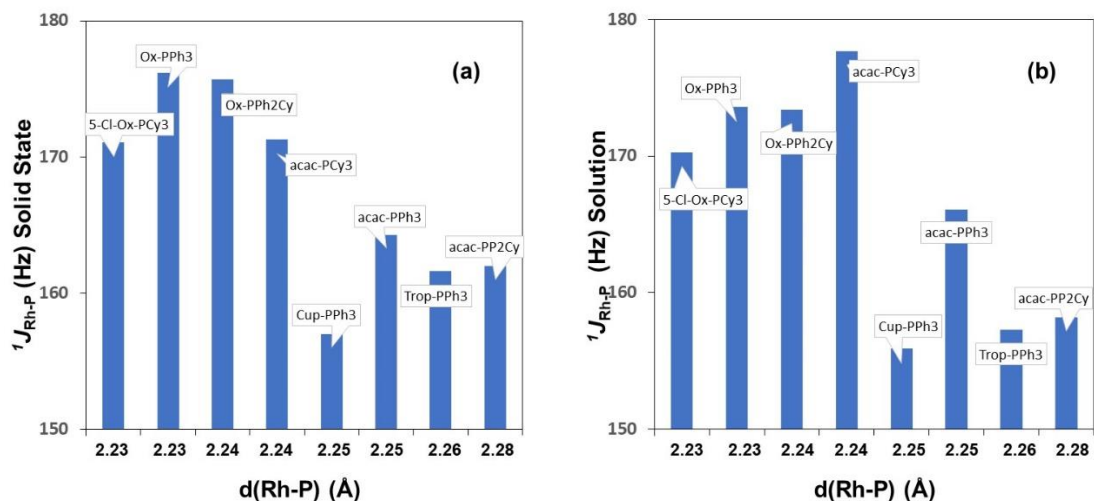 180
170
160
150
¹J_Rh-P (Hz) Solid State
(a)
Ox-PPh3
5-Cl-Ox-PCy3
Ox-PPh2Cy
acac-PCy3
acac-PPh3
acac-PP2Cy
Trop-PPh3
Cup-PPh3
2.23 2.23 2.24 2.24 2.25 2.25 2.26 2.28
d(Rh-P) (Å)
180
170
160
150
¹J_Rh-P (Hz) Solution
(b)
acac-PCy3
Ox-PPh3
Ox-PPh2Cy
5-Cl-Ox-PCy3
acac-PPh3
acac-PP2Cy
Cup-PPh3
Trop-PPh3
2.23 2.23 2.24 2.24 2.25 2.25 2.26 2.28
d(Rh-P) (Å)